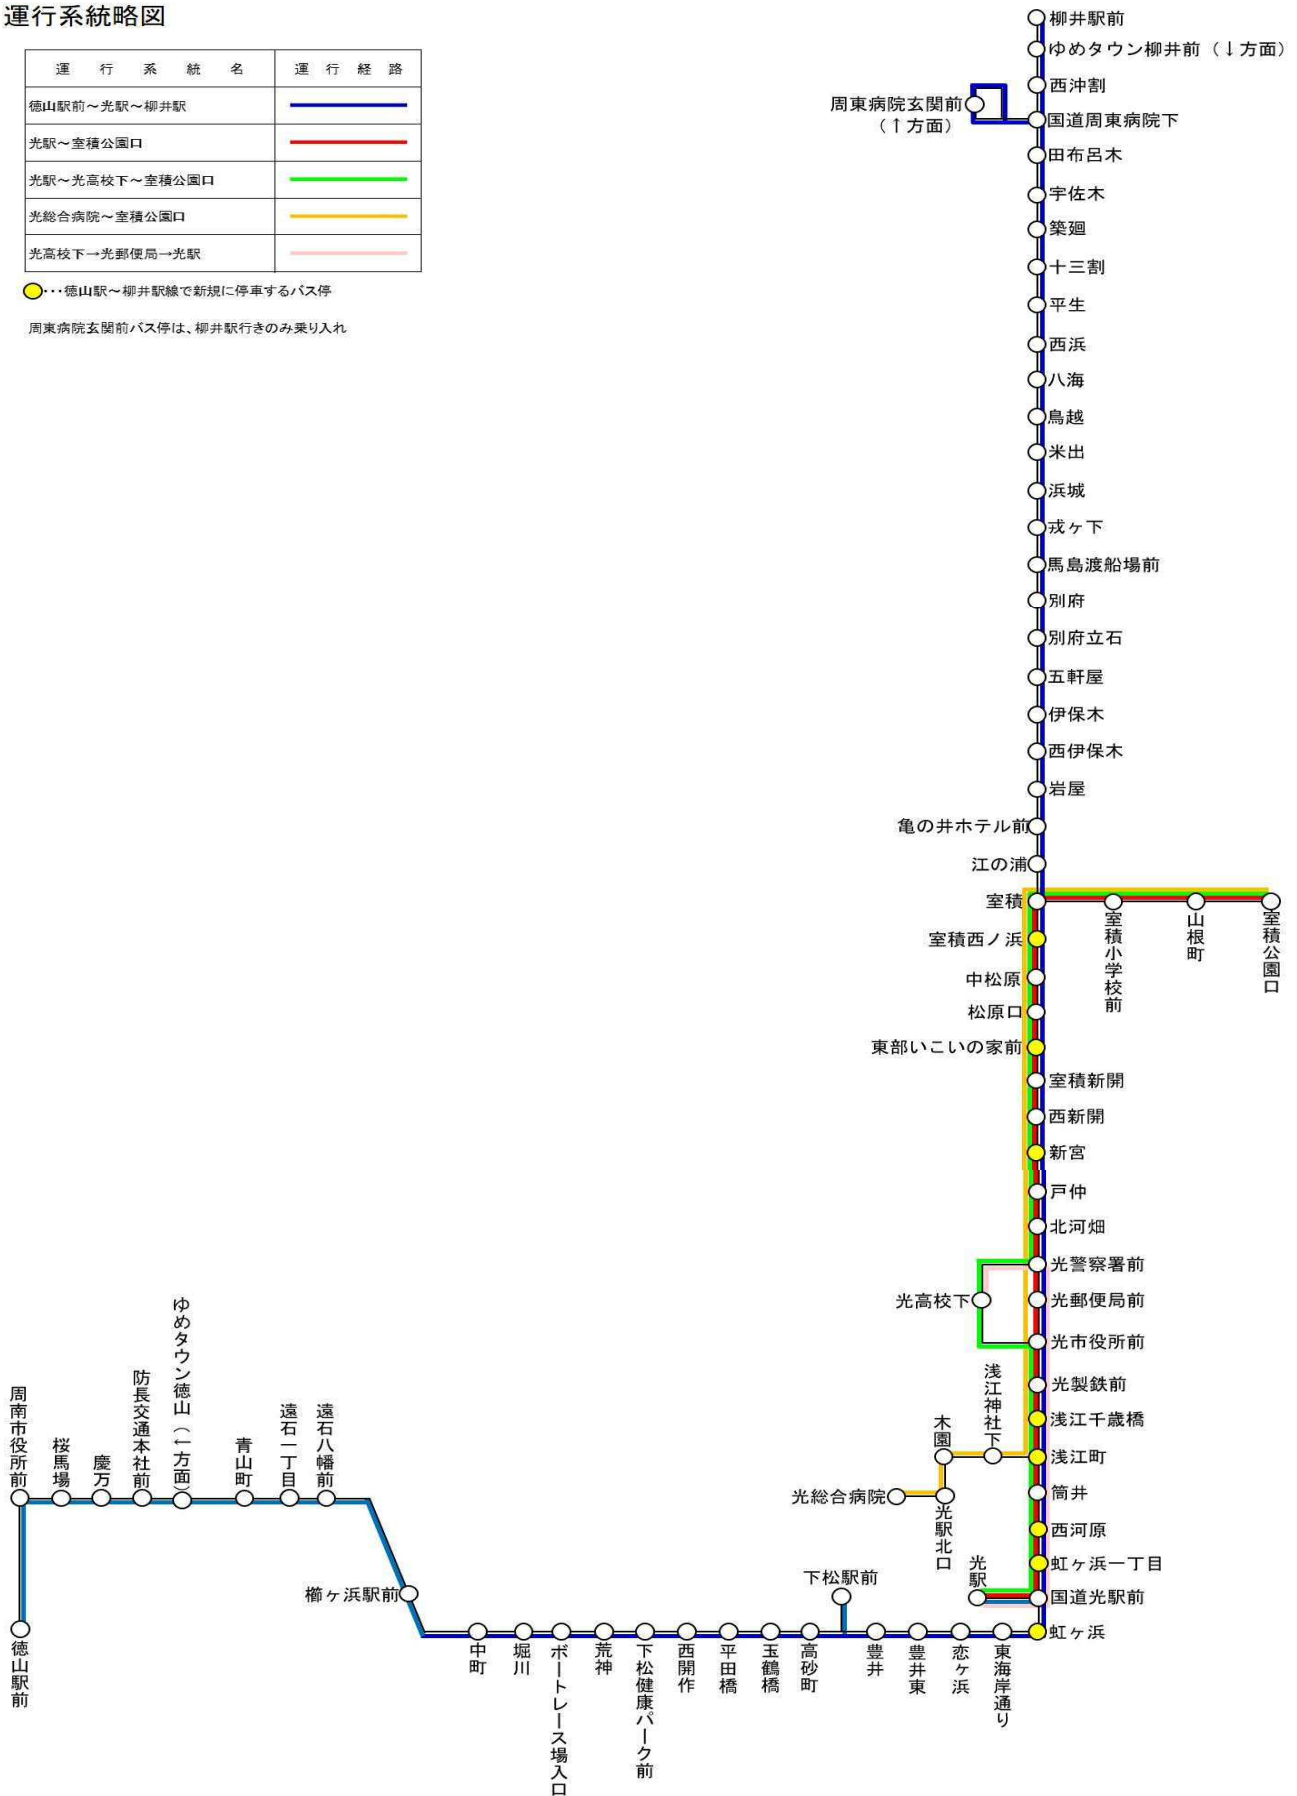 運行系統略図
運行系統名 運行経路
徳山駅前～光駅～柳井駅
光駅～室積公園口
光駅～光高校下～室積公園口
光総合病院～室積公園口
光高校下→光郵便局→光駅
・・・徳山駅～柳井駅線で新規に停車するバス停
周東病院玄関前バス停は、柳井駅行きのみ乗り入れ
柳井駅前
ゆめタウン柳井前（↓方面）
西沖割
周東病院玄関前
（↑方面）
国道周東病院下
田布呂木
宇佐木
築廻
十三割
平生
西浜
八海
鳥越
米出
浜城
戎ヶ下
馬島渡船場前
別府
別府立石
五軒屋
伊保木
西伊保木
岩屋
亀の井ホテル前
江の浦
室積
室積小学校前
山根町
室積公園口
室積西ノ浜
中松原
松原口
東部いこいの家前
室積新開
西新開
新宮
戸仲
北河畑
光警察署前
光高校下
光郵便局前
光市役所前
光製鉄前
浅江千歳橋
浅江神社下
木園
浅江町
光総合病院
光駅北口
筒井
西河原
光駅
虹ヶ浜一丁目
国道光駅前
虹ヶ浜
周南市役所前
桜馬場
慶万
防長交通本社前
ゆめタウン徳山（←方面）
青山町
遠石一丁目
遠石八幡前
櫛ヶ浜駅前
下松駅前
徳山駅前
中町
堀川
ボートレース場入口
荒神
下松健康パーク前
西開作
平田橋
玉鶴橋
高砂町
豊井
豊井東
恋ヶ浜
東海岸通り